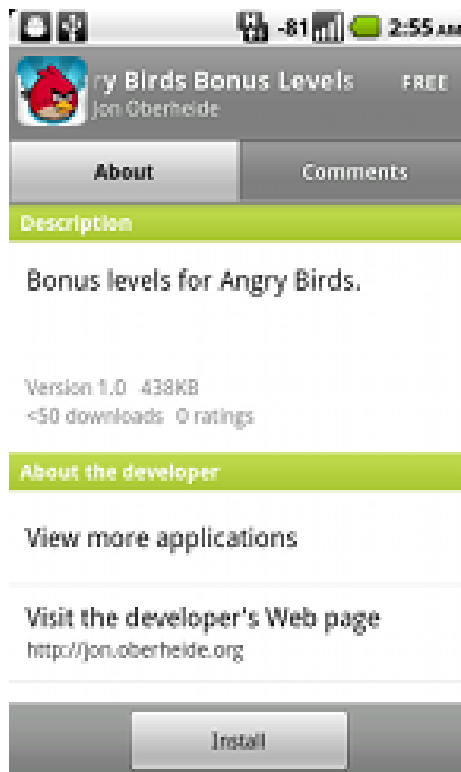 -81 2:55 AM
ry Birds Bonus Levels FREE
Jon Oberheide
About Comments
Description
Bonus levels for Angry Birds.
Version 1.0 438KB
<50 downloads 0 ratings
About the developer
View more applications
Visit the developer's Web page
http://jon.oberheide.org
Install